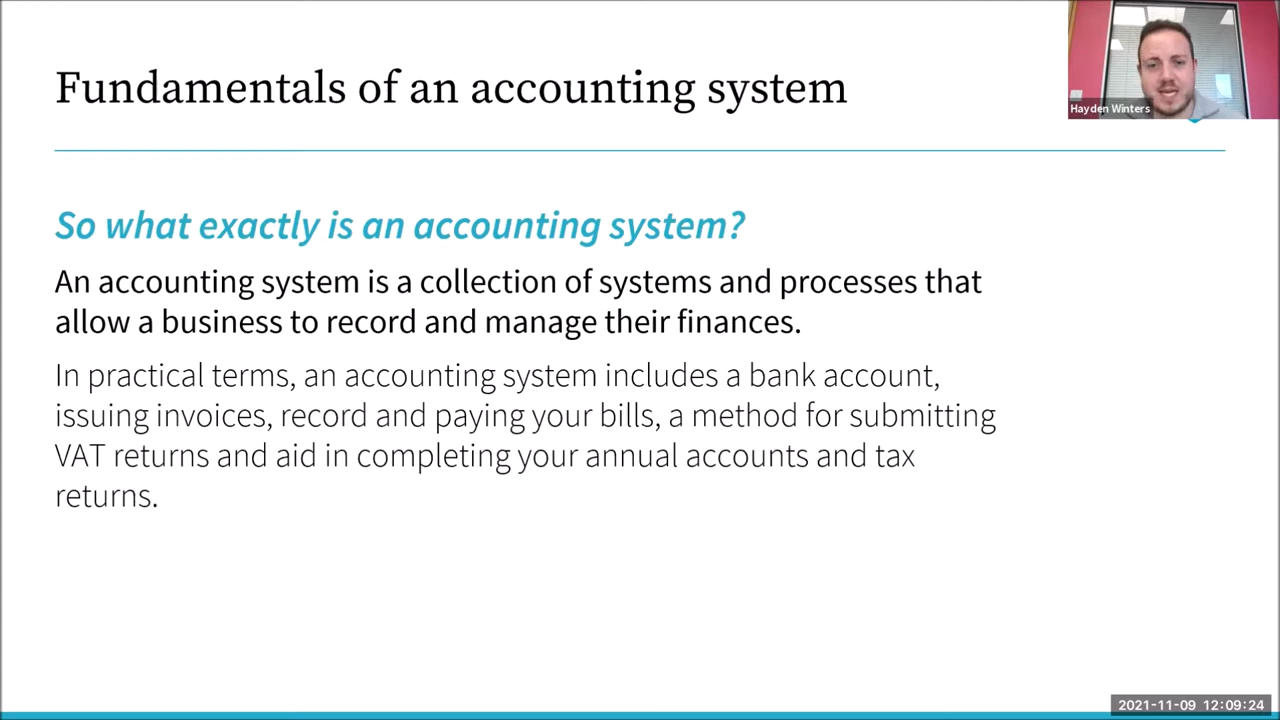 Fundamentals of an accounting system
Hayden Winters
So what exactly is an accounting system?
An accounting system is a collection of systems and processes that
allow a business to record and manage their finances.
In practical terms, an accounting system includes a bank account,
issuing invoices, record and paying your bills, a method for submitting
VAT returns and aid in completing your annual accounts and tax
returns.
2021-11-09 12:09:24